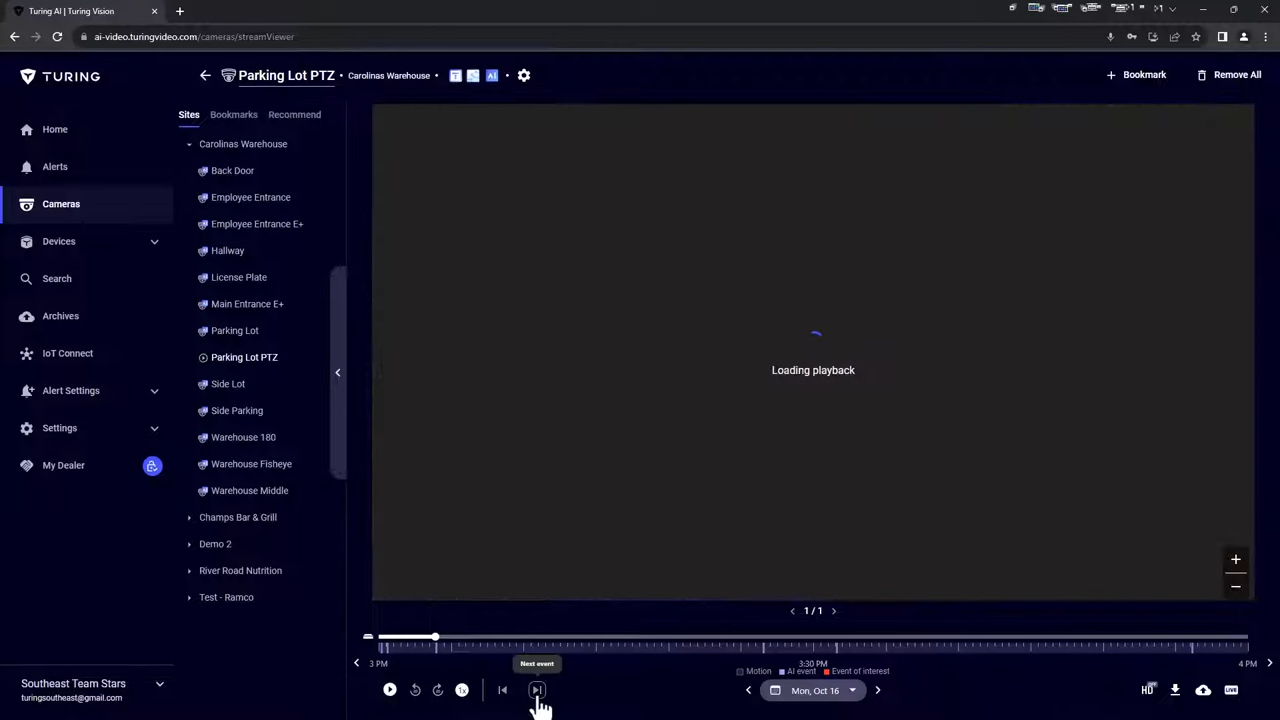 Turing AI | Turing Vision
ai-video.turingvideo.com/cameras/streamViewer
TURING
Parking Lot PTZ • Carolinas Warehouse •
AI
Bookmark
Remove All
Home
Alerts
Cameras
Devices
Search
Archives
IoT Connect
Alert Settings
Settings
My Dealer
Southeast Team Stars
turingsoutheast@gmail.com
Sites Bookmarks Recommend
Carolinas Warehouse
Back Door
Employee Entrance
Employee Entrance E+
Hallway
License Plate
Main Entrance E+
Parking Lot
Parking Lot PTZ
Side Lot
Side Parking
Warehouse 180
Warehouse Fisheye
Warehouse Middle
Champs Bar & Grill
Demo 2
River Road Nutrition
Test - Ramco
Loading playback
1 / 1
3 PM
Next event
3:30 PM
4 PM
Motion AI event Event of interest
1x
Mon, Oct 16
HD
LIVE